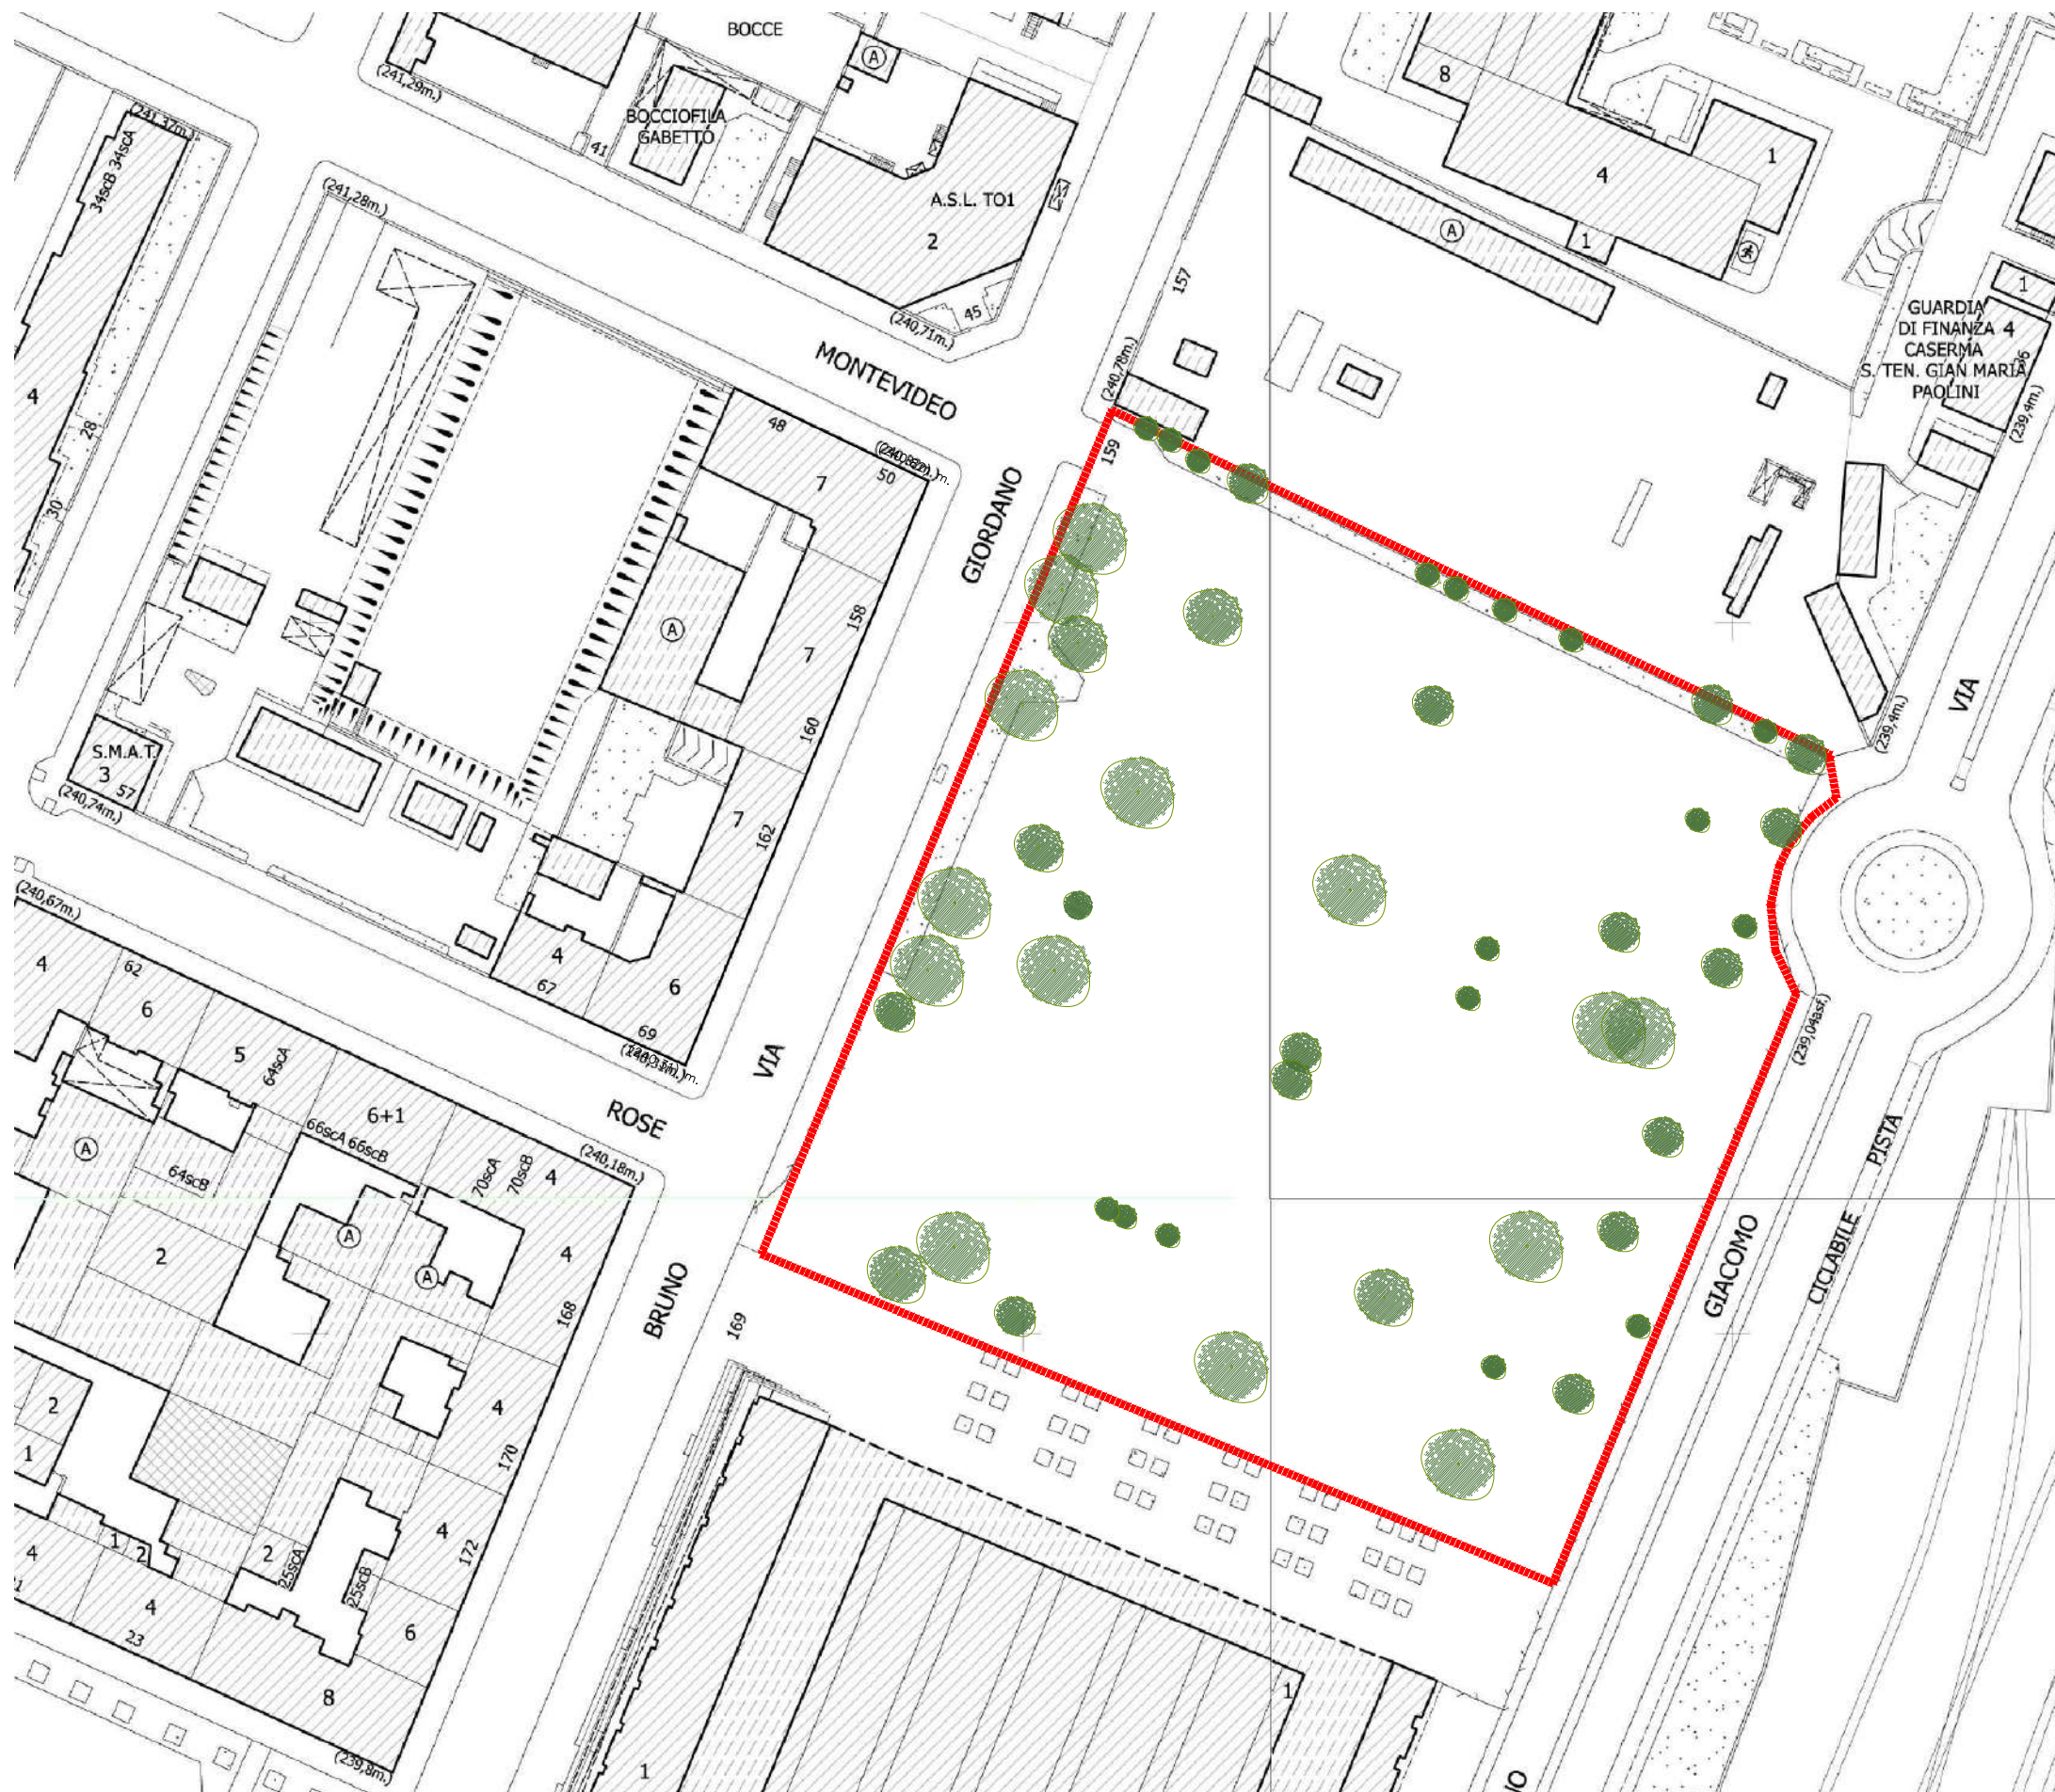 BOCCE
A
(241,29m.)
8
BOCCIOFILA
GABETTO
41
(241,37m.)
34scB 34scA
1
4
A.S.L. TO1
2
A
1
(241,28m.)
157
45
(240,71m.)
1
GUARDIA
DI FINANZA 4
CASERMA
S. TEN. GIAN MARIA
PAOLINI
36
(239,4m.)
MONTEVIDEO
(240,78m.)
4
28
48
50
7
159
30
GIORDANO
A
158
7
160
VIA
(239,4m.)
S.M.A.T.
3
57
(240,74m.)
7
162
(240,67m.)
4
62
6
4
67
6
69
5
64scA
(239,04asf.)
VIA
ROSE
6+1
66scA 66scB
A
64scB
(240,18m.)
70scA
70scB
4
PISTA
A
2
A
4
168
BRUNO
169
GIACOMO
CICLABILE
2
1
4
170
4
172
1
2
2
25scA
25scB
4
4
23
6
8
(239,8m.)
1
1